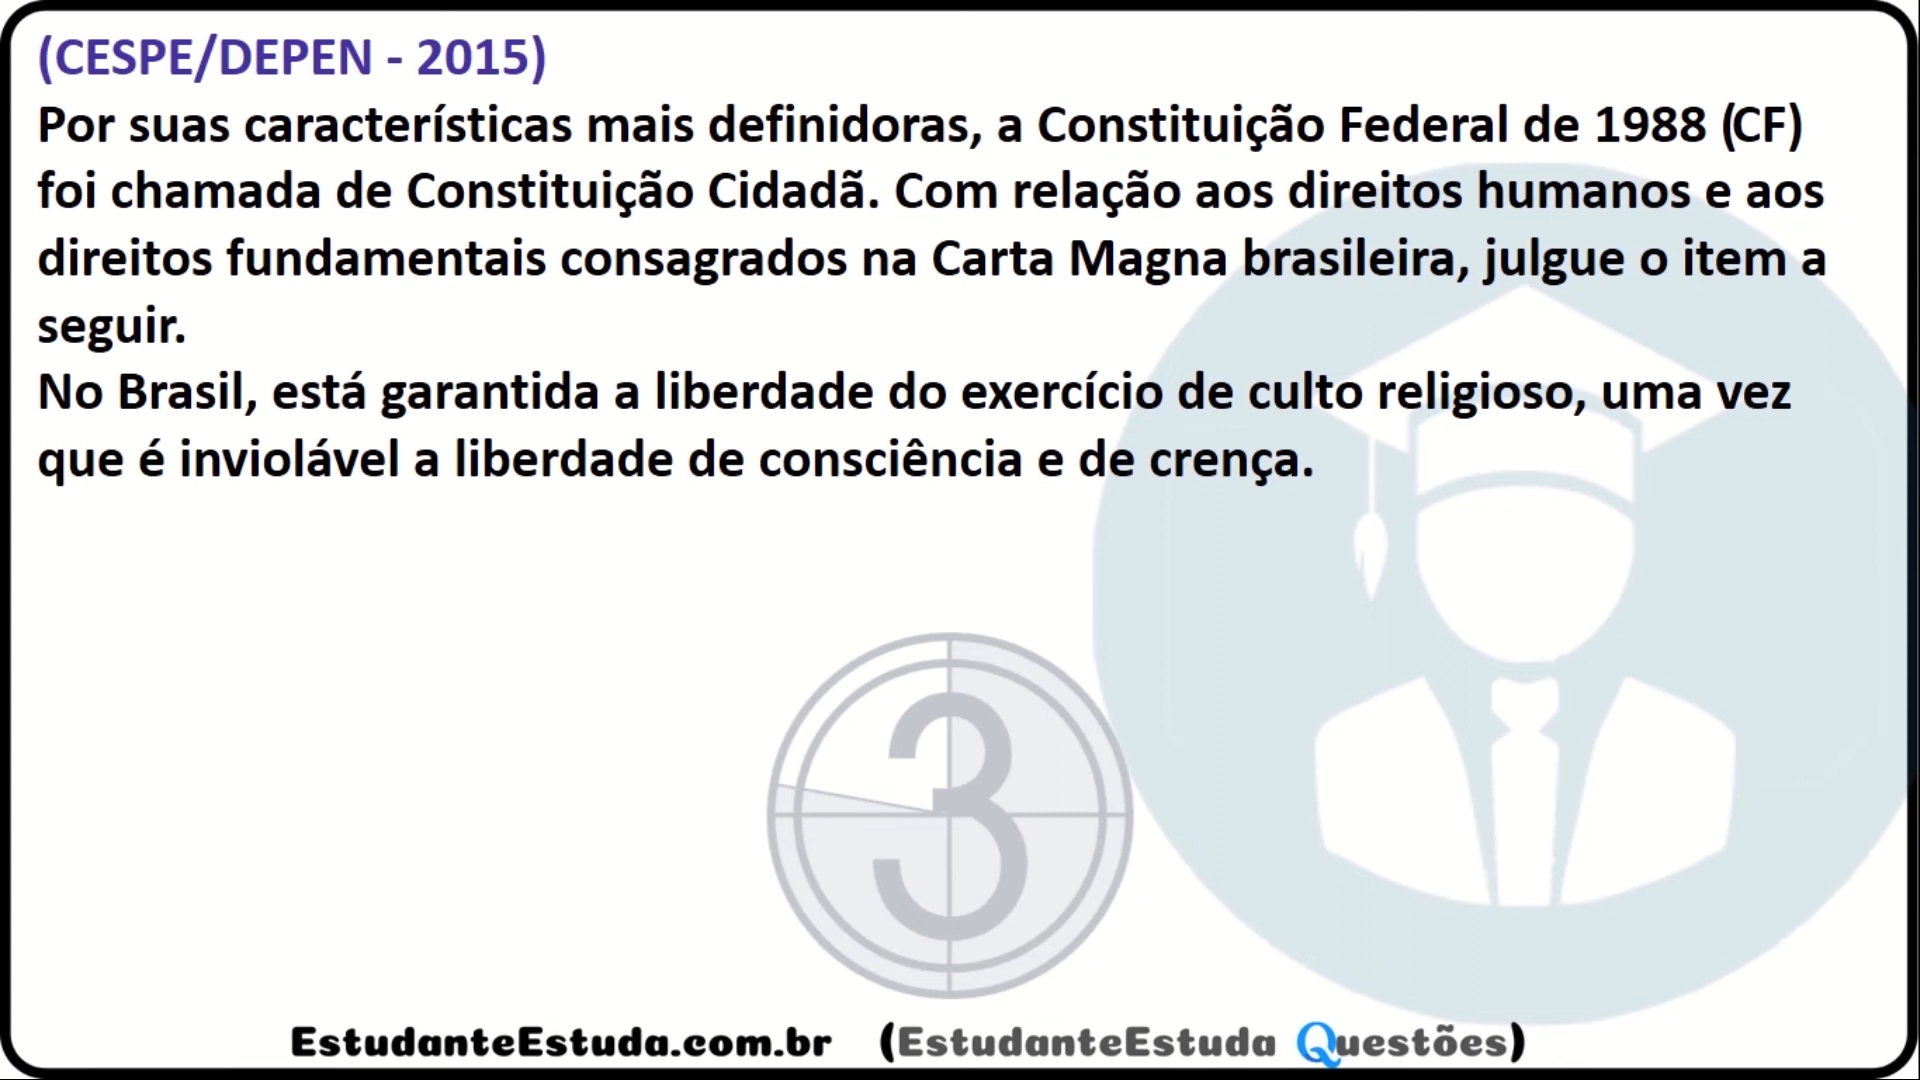 (CESPE/DEPEN - 2015)
Por suas características mais definidoras, a Constituição Federal de 1988 (CF)
foi chamada de Constituição Cidadã. Com relação aos direitos humanos e aos
direitos fundamentais consagrados na Carta Magna brasileira, julgue o item a
seguir.
No Brasil, está garantida a liberdade do exercício de culto religioso, uma vez
que é inviolável a liberdade de consciência e de crença.
3
EstudanteEstuda.com.br (EstudanteEstuda Questões)